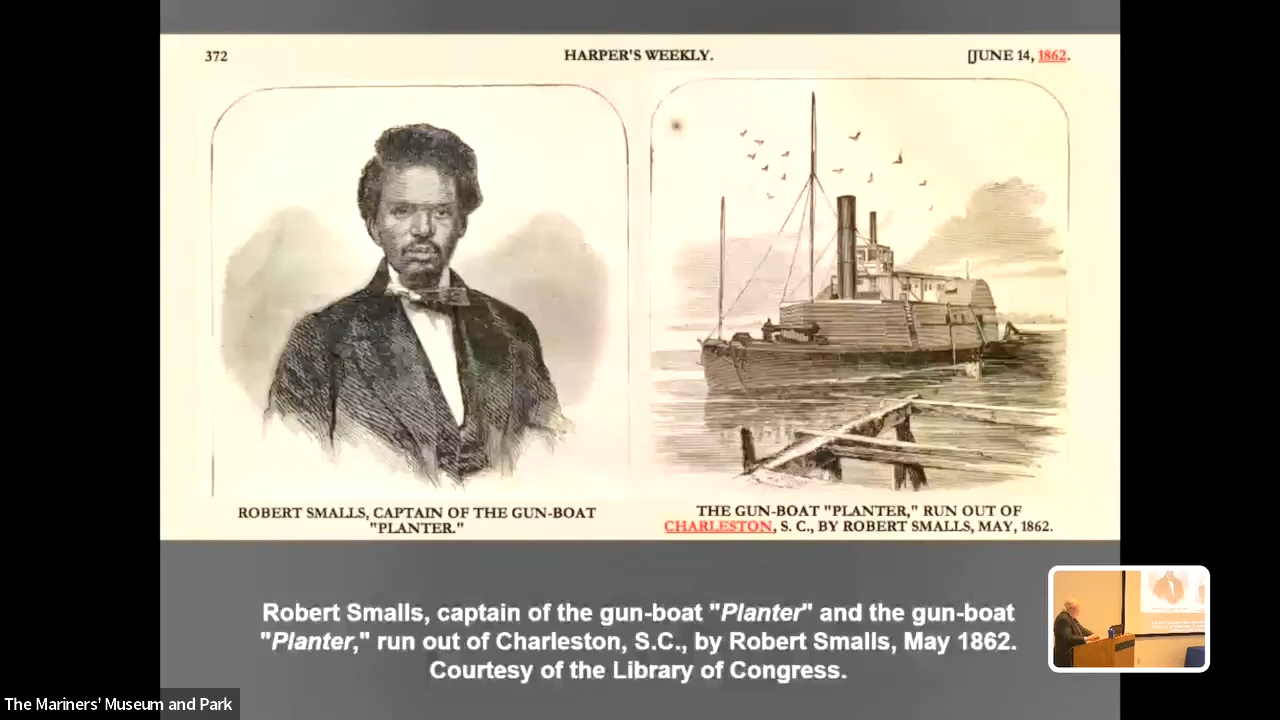 372 HARPER'S WEEKLY. [JUNE 14, 1862.
ROBERT SMALLS, CAPTAIN OF THE GUN-BOAT
"PLANTER."
THE GUN-BOAT "PLANTER," RUN OUT OF
CHARLESTON, S. C., BY ROBERT SMALLS, MAY, 1862.
Robert Smalls, captain of the gun-boat "Planter" and the gun-boat
"Planter," run out of Charleston, S.C., by Robert Smalls, May 1862.
Courtesy of the Library of Congress.
The Mariners' Museum and Park